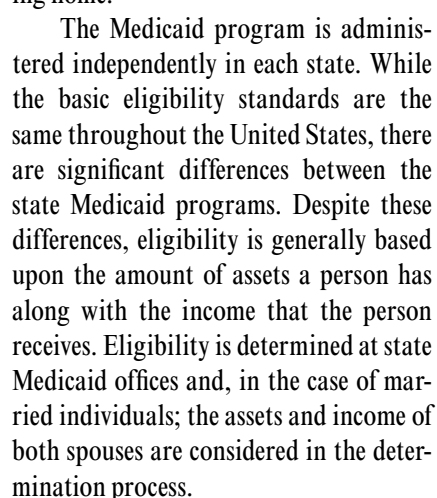 ing home.
The Medicaid program is adminis-
tered independently in each state. While
the basic eligibility standards are the
same throughout the United States, there
are significant differences between the
state Medicaid programs. Despite these
differences, eligibility is generally based
upon the amount of assets a person has
along with the income that the person
receives. Eligibility is determined at state
Medicaid offices and, in the case of mar-
ried individuals; the assets and income of
both spouses are considered in the deter-
mination process.